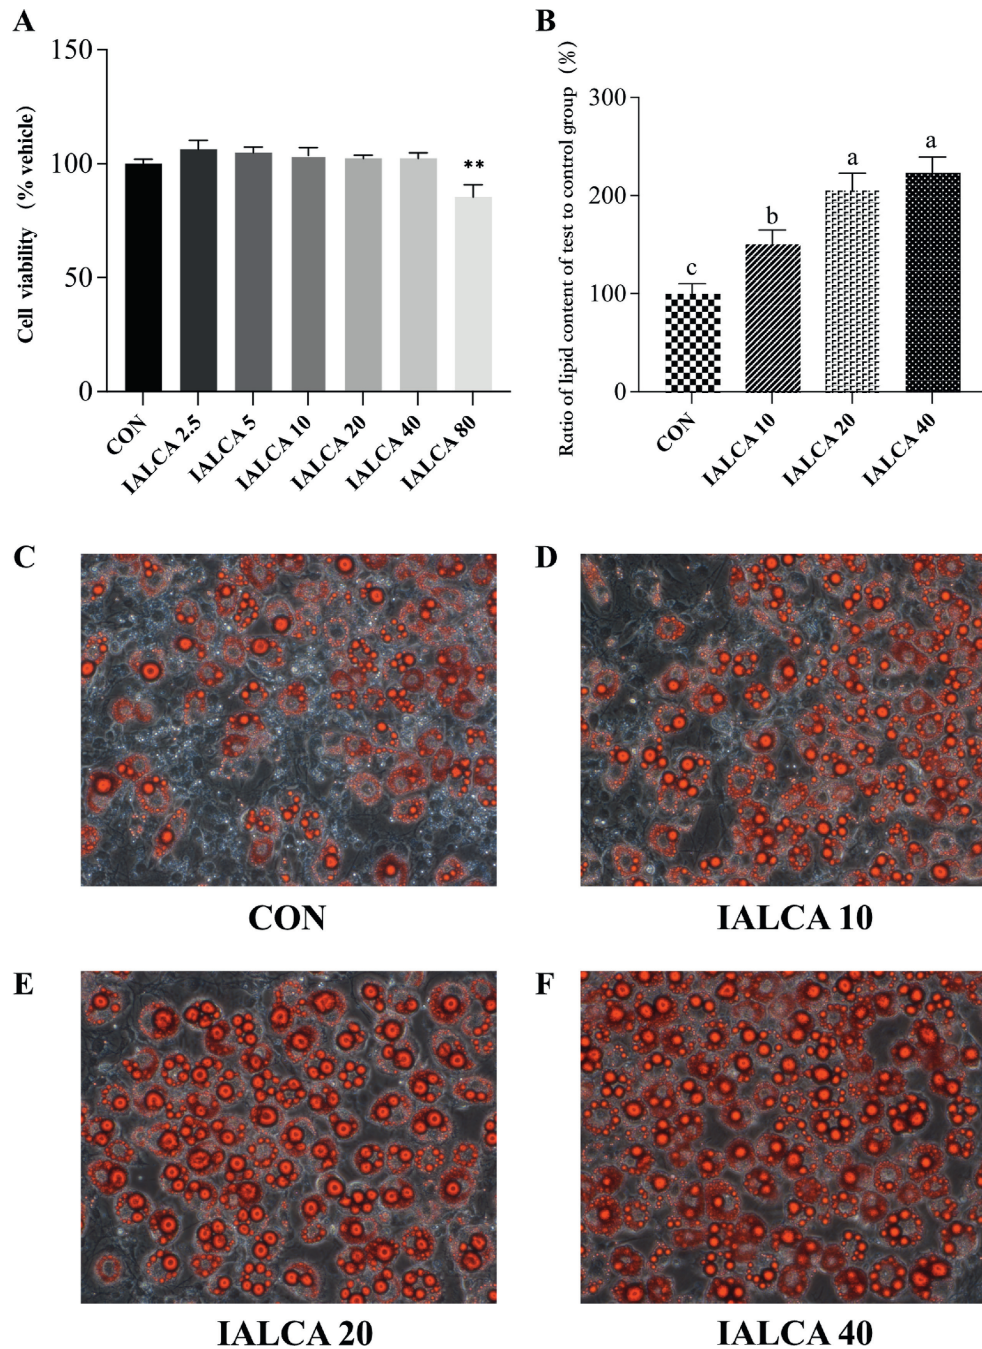 A
Cell viability (% vehicle)
150
100
50
0
**
CON
IALCA 2.5
IALCA 5
IALCA 10
IALCA 20
IALCA 40
IALCA 80
B
Ratio of lipid content of test to control group (%)
300
200
100
0
c
b
a
a
CON
IALCA 10
IALCA 20
IALCA 40
C
CON
D
IALCA 10
E
IALCA 20
F
IALCA 40